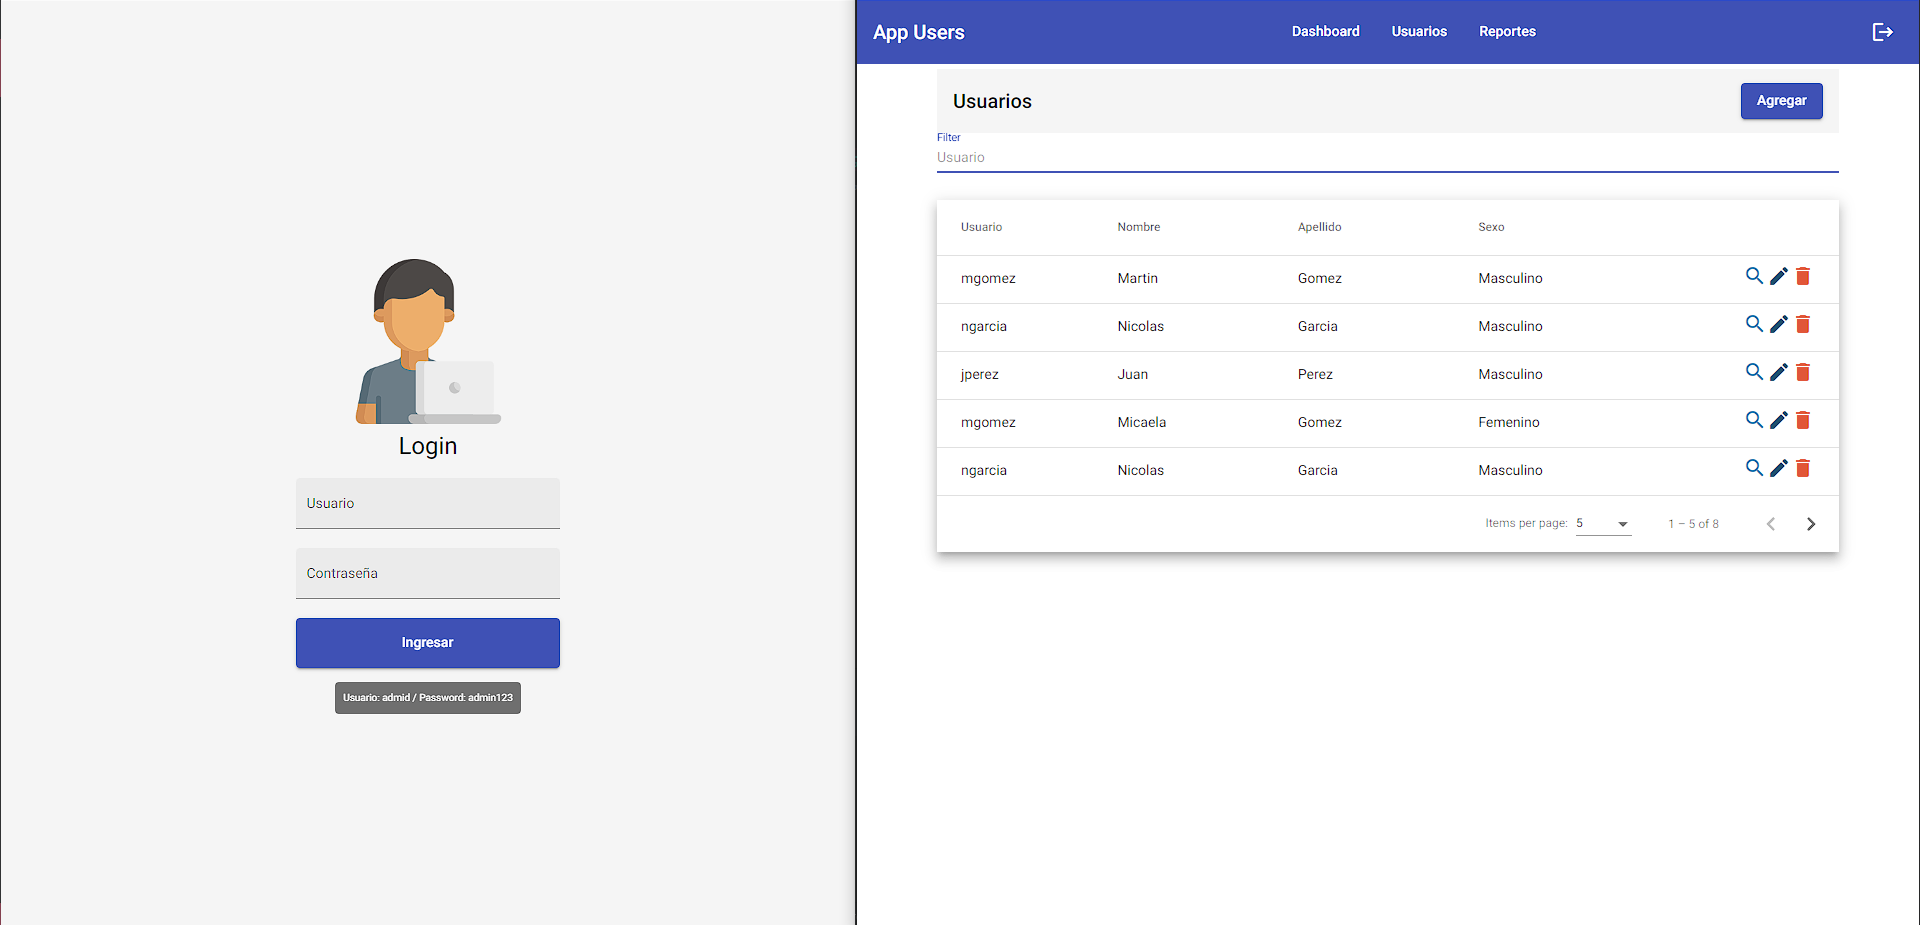 Login
Usuario
Contraseña
Ingresar
Usuario: admid / Password: admin123
App Users Dashboard Usuarios Reportes
Usuarios Agregar
Filter
Usuario
Usuario Nombre Apellido Sexo
mgomez Martin Gomez Masculino
ngarcia Nicolas Garcia Masculino
jperez Juan Perez Masculino
mgomez Micaela Gomez Femenino
ngarcia Nicolas Garcia Masculino
Items per page: 5 1 – 5 of 8